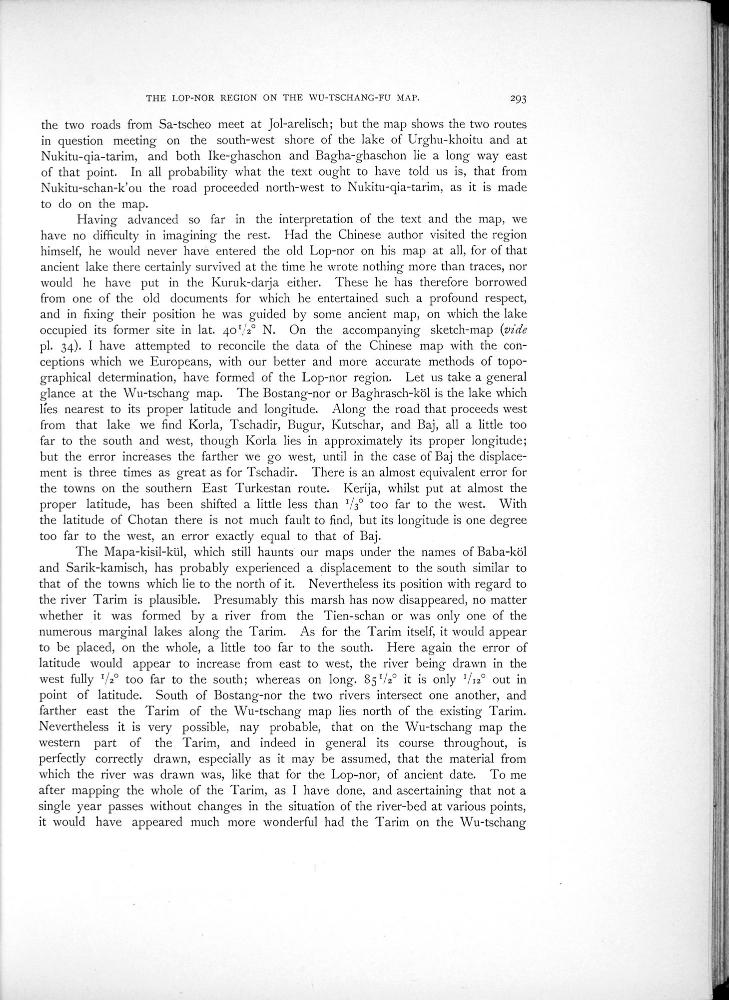 THE LOP-NOR REGION ON THE WU-TSCHANG-FU MAP. 293
the two roads from Sa-tscheo meet at Jol-arelisch; but the map shows the two routes
in question meeting on the south-west shore of the lake of Urghu-khoitu and at
Nukitu-qia-tarim, and both Ike-ghaschon and Bagha-ghaschon lie a long way east
of that point. In all probability what the text ought to have told us is, that from
Nukitu-schan-k'ou the road proceeded north-west to Nukitu-qia-tarim, as it is made
to do on the map.
Having advanced so far in the interpretation of the text and the map, we
have no difficulty in imagining the rest. Had the Chinese author visited the region
himself, he would never have entered the old Lop-nor on his map at all, for of that
ancient lake there certainly survived at the time he wrote nothing more than traces, nor
would he have put in the Kuruk-darja either. These he has therefore borrowed
from one of the old documents for which he entertained such a profound respect,
and in fixing their position he was guided by some ancient map, on which the lake
occupied its former site in lat. 40 1/2° N. On the accompanying sketch-map (vide
pl. 34). I have attempted to reconcile the data of the Chinese map with the con-
ceptions which we Europeans, with our better and more accurate methods of topo-
graphical determination, have formed of the Lop-nor region. Let us take a general
glance at the Wu-tschang map. The Bostang-nor or Baghrasch-köl is the lake which
lies nearest to its proper latitude and longitude. Along the road that proceeds west
from that lake we find Korla, Tschadir, Bugur, Kutschar, and Baj, all a little too
far to the south and west, though Korla lies in approximately its proper longitude;
but the error increases the farther we go west, until in the case of Baj the displace-
ment is three times as great as for Tschadir. There is an almost equivalent error for
the towns on the southern East Turkestan route. Kerija, whilst put at almost the
proper latitude, has been shifted a little less than 1/3° too far to the west. With
the latitude of Chotan there is not much fault to find, but its longitude is one degree
too far to the west, an error exactly equal to that of Baj.
The Mapa-kisil-kül, which still haunts our maps under the names of Baba-köl
and Sarik-kamisch, has probably experienced a displacement to the south similar to
that of the towns which lie to the north of it. Nevertheless its position with regard to
the river Tarim is plausible. Presumably this marsh has now disappeared, no matter
whether it was formed by a river from the Tien-schan or was only one of the
numerous marginal lakes along the Tarim. As for the Tarim itself, it would appear
to be placed, on the whole, a little too far to the south. Here again the error of
latitude would appear to increase from east to west, the river being drawn in the
west fully 1/2° too far to the south; whereas on long. 85 1/2° it is only 1/12° out in
point of latitude. South of Bostang-nor the two rivers intersect one another, and
farther east the Tarim of the Wu-tschang map lies north of the existing Tarim.
Nevertheless it is very possible, nay probable, that on the Wu-tschang map the
western part of the Tarim, and indeed in general its course throughout, is
perfectly correctly drawn, especially as it may be assumed, that the material from
which the river was drawn was, like that for the Lop-nor, of ancient date. To me
after mapping the whole of the Tarim, as I have done, and ascertaining that not a
single year passes without changes in the situation of the river-bed at various points,
it would have appeared much more wonderful had the Tarim on the Wu-tschang